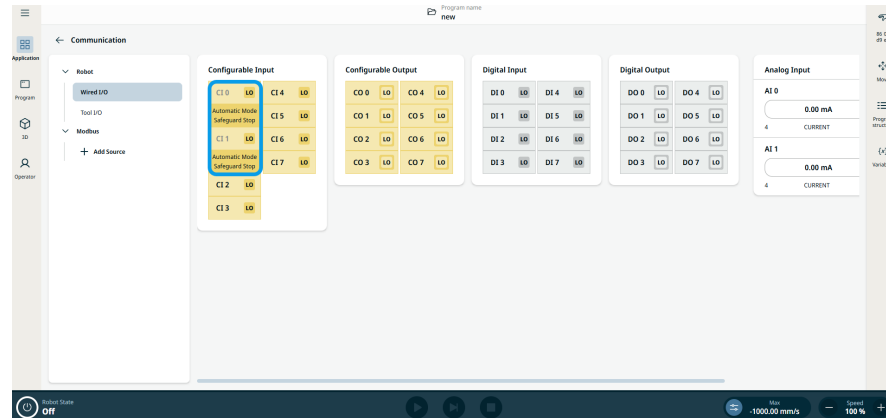 Program name
new
Communication
Application
Program
3D
Operator
Robot
Wired I/O
Tool I/O
Modbus
Add Source
Configurable Input
CI 0 LO CI 4 LO
Automatic Mode
Safeguard Stop
CI 5 LO
CI 1 LO CI 6 LO
Automatic Mode
Safeguard Stop
CI 7 LO
CI 2 LO
CI 3 LO
Configurable Output
CO 0 LO CO 4 LO
CO 1 LO CO 5 LO
CO 2 LO CO 6 LO
CO 3 LO CO 7 LO
Digital Input
DI 0 LO DI 4 LO
DI 1 LO DI 5 LO
DI 2 LO DI 6 LO
DI 3 LO DI 7 LO
Digital Output
DO 0 LO DO 4 LO
DO 1 LO DO 5 LO
DO 2 LO DO 6 LO
DO 3 LO DO 7 LO
Analog Input
AI 0
0.00 mA
4 CURRENT
AI 1
0.00 mA
4 CURRENT
Robot State
Off
Max
-1000.00 mm/s
Speed
100 %